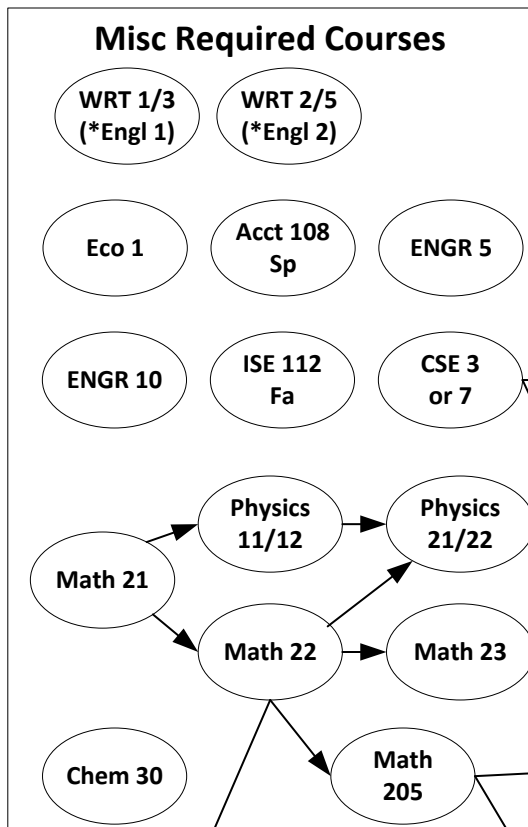 Misc Required Courses
WRT 1/3
(*Engl 1)
WRT 2/5
(*Engl 2)
Eco 1
Acct 108
Sp
ENGR 5
ENGR 10
ISE 112
Fa
CSE 3
or 7
Physics
11/12
Physics
21/22
Math 21
Math 22
Math 23
Chem 30
Math
205